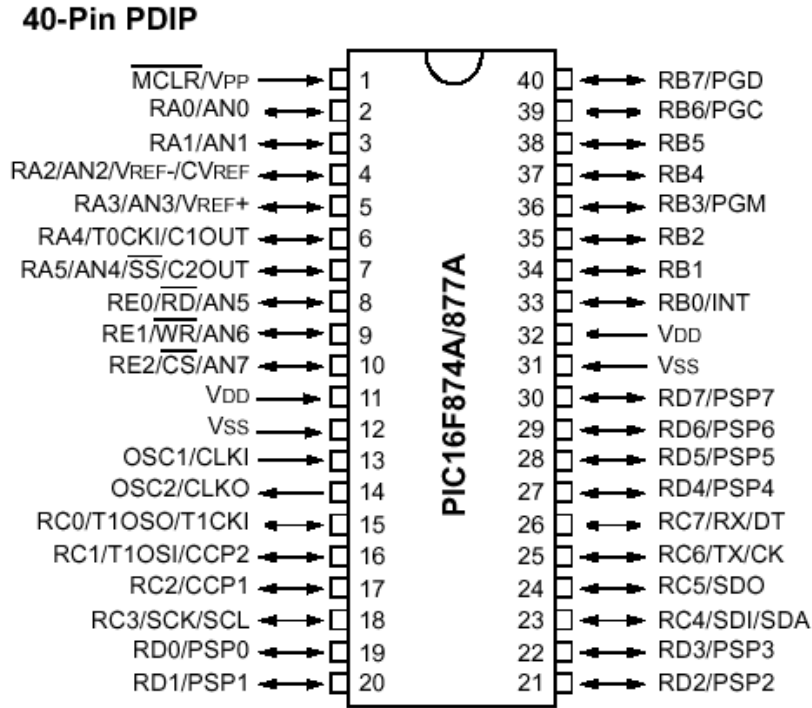 40-Pin PDIP
MCLR/VPP 1 40 RB7/PGD
RA0/AN0 2 39 RB6/PGC
RA1/AN1 3 38 RB5
RA2/AN2/VREF-/CVREF 4 37 RB4
RA3/AN3/VREF+ 5 36 RB3/PGM
RA4/T0CKI/C1OUT 6 35 RB2
RA5/AN4/SS/C2OUT 7 34 RB1
RE0/RD/AN5 8 33 RB0/INT
RE1/WR/AN6 9 32 VDD
RE2/CS/AN7 10 31 VSS
VDD 11 30 RD7/PSP7
VSS 12 29 RD6/PSP6
OSC1/CLKI 13 28 RD5/PSP5
OSC2/CLKO 14 27 RD4/PSP4
RC0/T1OSO/T1CKI 15 26 RC7/RX/DT
RC1/T1OSI/CCP2 16 25 RC6/TX/CK
RC2/CCP1 17 24 RC5/SDO
RC3/SCK/SCL 18 23 RC4/SDI/SDA
RD0/PSP0 19 22 RD3/PSP3
RD1/PSP1 20 21 RD2/PSP2
PIC16F874A/877A